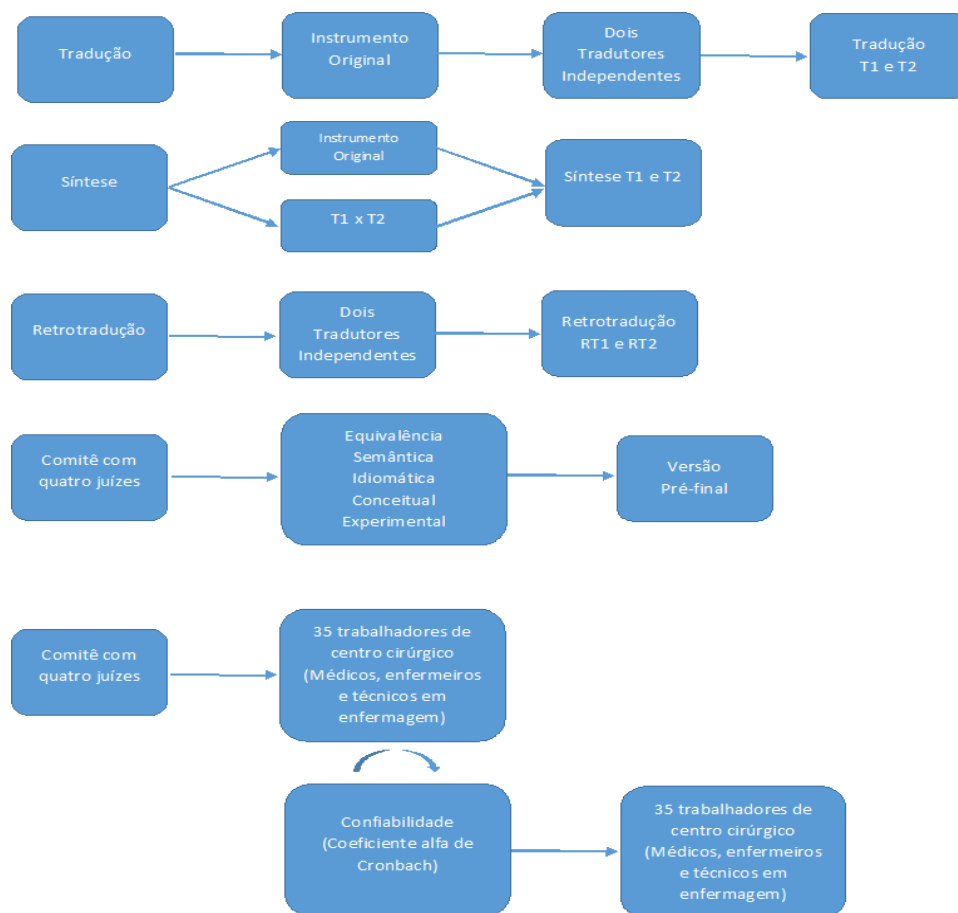 Tradução
Instrumento
Original
Dois
Tradutores
Independentes
Tradução
T1 e T2
Síntese
Instrumento
Original
T1 x T2
Síntese T1 e T2
Retrotradução
Dois
Tradutores
Independentes
Retrotradução
RT1 e RT2
Comitê com
quatro juízes
Equivalência
Semântica
Idiomática
Conceitual
Experimental
Versão
Pré-final
Comitê com
quatro juízes
35 trabalhadores de
centro cirúrgico
(Médicos, enfermeiros
e técnicos em
enfermagem)
Confiabilidade
(Coeficiente alfa de
Cronbach)
35 trabalhadores de
centro cirúrgico
(Médicos, enfermeiros
e técnicos em
enfermagem)